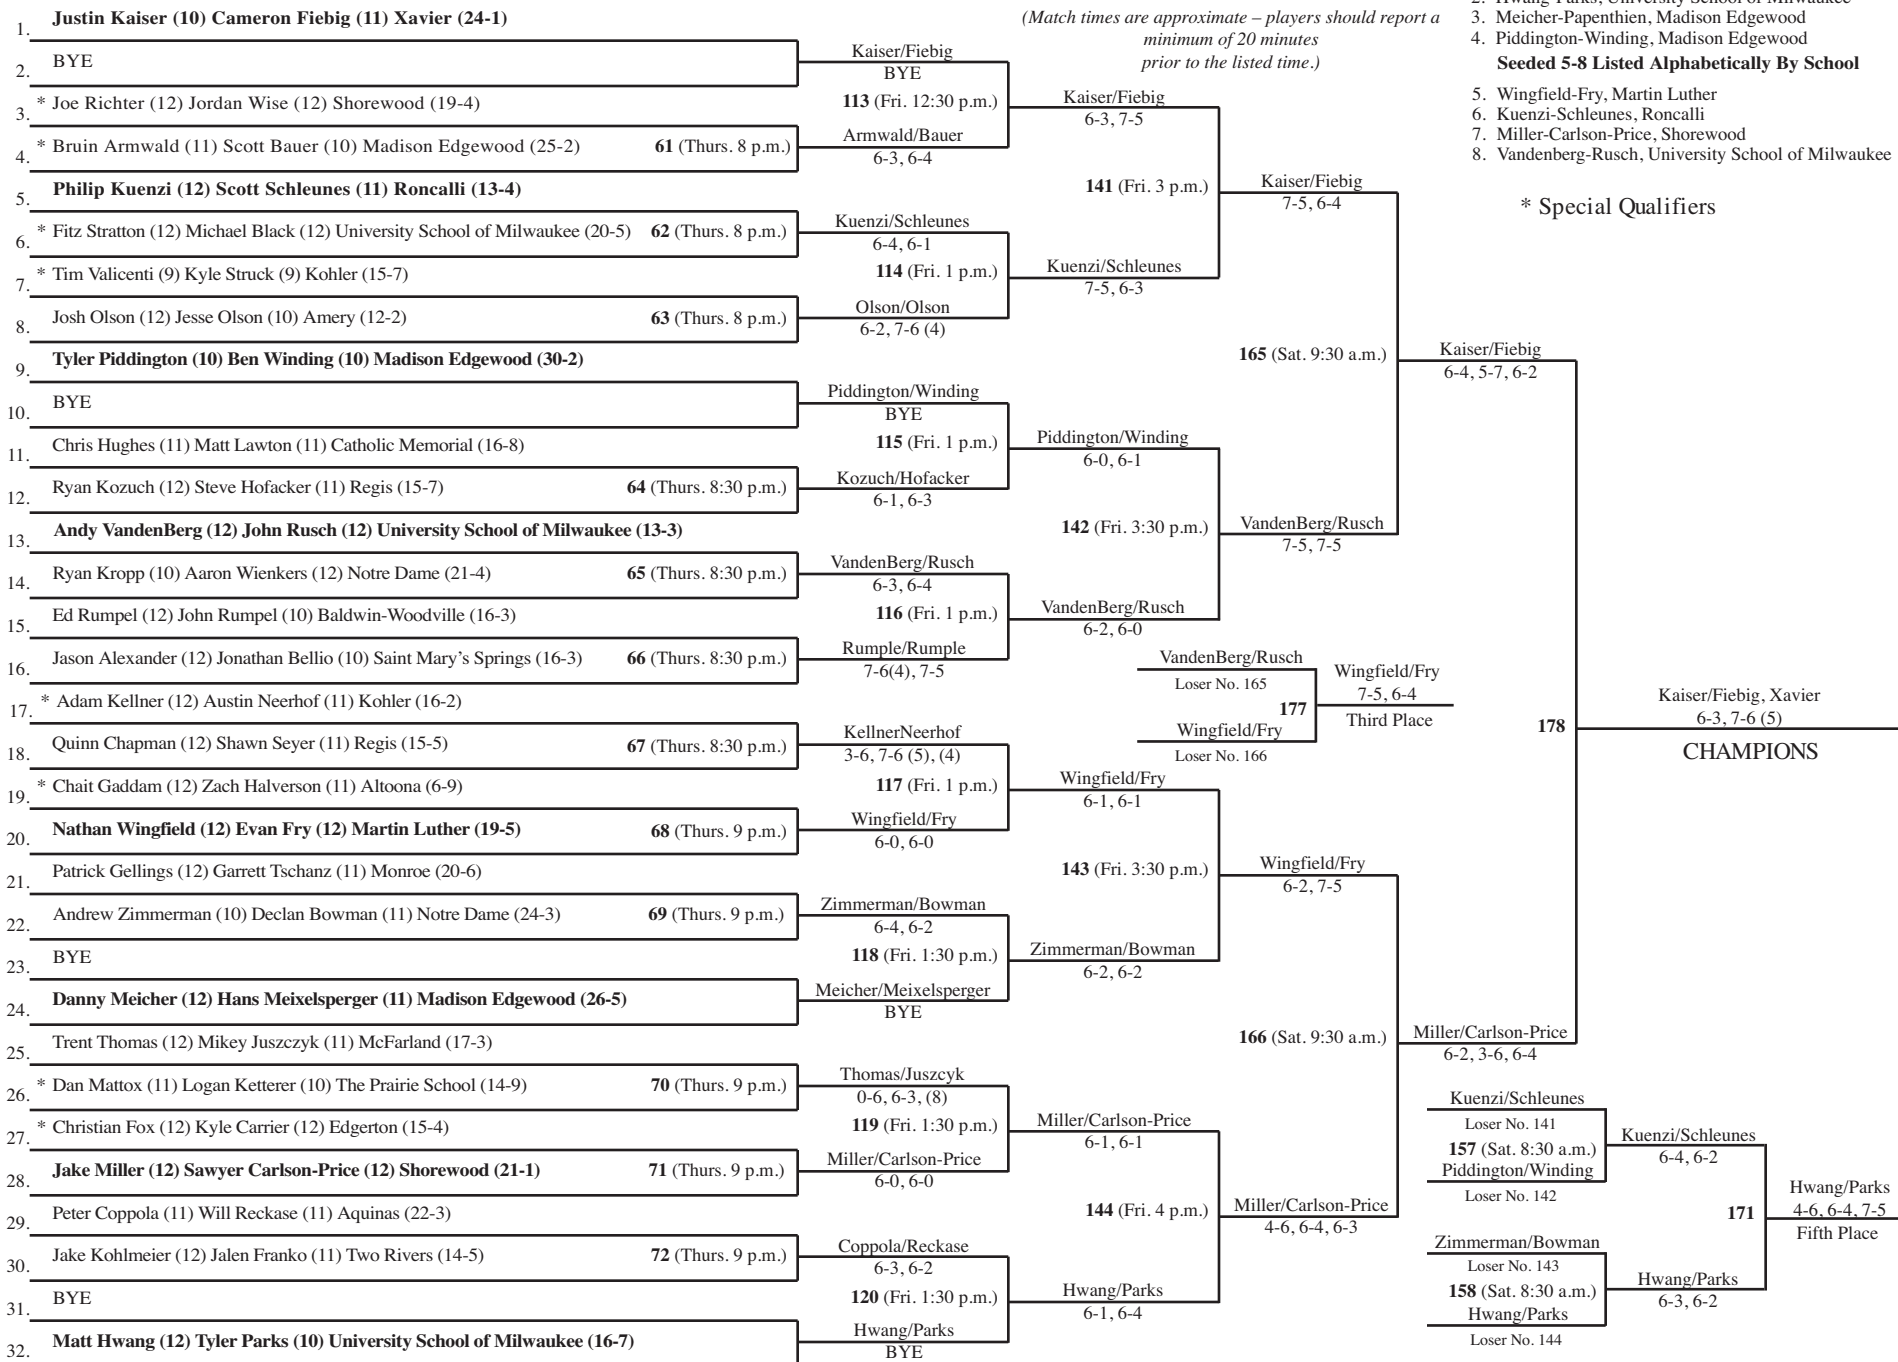 1. Justin Kaiser (10) Cameron Fiebig (11) Xavier (24-1)
2. BYE
3. * Joe Richter (12) Jordan Wise (12) Shorewood (19-4)
4. * Bruin Armwald (11) Scott Bauer (10) Madison Edgewood (25-2) 61 (Thurs. 8 p.m.)
5. Philip Kuenzi (12) Scott Schleunes (11) Roncalli (13-4)
6. * Fitz Stratton (12) Michael Black (12) University School of Milwaukee (20-5) 62 (Thurs. 8 p.m.)
7. * Tim Valicenti (9) Kyle Struck (9) Kohler (15-7)
8. Josh Olson (12) Jesse Olson (10) Amery (12-2) 63 (Thurs. 8 p.m.)
9. Tyler Piddington (10) Ben Winding (10) Madison Edgewood (30-2)
10. BYE
11. Chris Hughes (11) Matt Lawton (11) Catholic Memorial (16-8)
12. Ryan Kozuch (12) Steve Hofacker (11) Regis (15-7) 64 (Thurs. 8:30 p.m.)
13. Andy VandenBerg (12) John Rusch (12) University School of Milwaukee (13-3)
14. Ryan Kropp (10) Aaron Wienkers (12) Notre Dame (21-4) 65 (Thurs. 8:30 p.m.)
15. Ed Rumpel (12) John Rumpel (10) Baldwin-Woodville (16-3)
16. Jason Alexander (12) Jonathan Bellio (10) Saint Mary's Springs (16-3) 66 (Thurs. 8:30 p.m.)
17. * Adam Kellner (12) Austin Neerhof (11) Kohler (16-2)
18. Quinn Chapman (12) Shawn Seyer (11) Regis (15-5) 67 (Thurs. 8:30 p.m.)
19. * Chait Gaddam (12) Zach Halverson (11) Altoona (6-9)
20. Nathan Wingfield (12) Evan Fry (12) Martin Luther (19-5) 68 (Thurs. 9 p.m.)
21. Patrick Gellings (12) Garrett Tschanz (11) Monroe (20-6)
22. Andrew Zimmerman (10) Declan Bowman (11) Notre Dame (24-3) 69 (Thurs. 9 p.m.)
23. BYE
24. Danny Meicher (12) Hans Meixelsperger (11) Madison Edgewood (26-5)
25. Trent Thomas (12) Mikey Juszczyk (11) McFarland (17-3)
26. * Dan Mattox (11) Logan Ketterer (10) The Prairie School (14-9) 70 (Thurs. 9 p.m.)
27. * Christian Fox (12) Kyle Carrier (12) Edgerton (15-4)
28. Jake Miller (12) Sawyer Carlson-Price (12) Shorewood (21-1) 71 (Thurs. 9 p.m.)
29. Peter Coppola (11) Will Reckase (11) Aquinas (22-3)
30. Jake Kohlmeier (12) Jalen Franko (11) Two Rivers (14-5) 72 (Thurs. 9 p.m.)
31. BYE
32. Matt Hwang (12) Tyler Parks (10) University School of Milwaukee (16-7)
Kaiser/Fiebig
BYE
113 (Fri. 12:30 p.m.)
Armwald/Bauer
6-3, 6-4
Kuenzi/Schleunes
6-4, 6-1
114 (Fri. 1 p.m.)
Olson/Olson
6-2, 7-6 (4)
Piddington/Winding
BYE
115 (Fri. 1 p.m.)
Kozuch/Hofacker
6-1, 6-3
VandenBerg/Rusch
6-3, 6-4
116 (Fri. 1 p.m.)
Rumple/Rumple
7-6(4), 7-5
KellnerNeerhof
3-6, 7-6 (5), (4)
117 (Fri. 1 p.m.)
Wingfield/Fry
6-0, 6-0
Zimmerman/Bowman
6-4, 6-2
118 (Fri. 1:30 p.m.)
Meicher/Meixelsperger
BYE
Thomas/Juszcyk
0-6, 6-3, (8)
119 (Fri. 1:30 p.m.)
Miller/Carlson-Price
6-0, 6-0
Coppola/Reckase
6-3, 6-2
120 (Fri. 1:30 p.m.)
Hwang/Parks
BYE
(Match times are approximate – players should report a
minimum of 20 minutes
prior to the listed time.)
Kaiser/Fiebig
6-3, 7-5
141 (Fri. 3 p.m.)
Kuenzi/Schleunes
7-5, 6-3
Piddington/Winding
6-0, 6-1
142 (Fri. 3:30 p.m.)
VandenBerg/Rusch
6-2, 6-0
Wingfield/Fry
6-1, 6-1
143 (Fri. 3:30 p.m.)
Zimmerman/Bowman
6-2, 6-2
Miller/Carlson-Price
6-1, 6-1
144 (Fri. 4 p.m.)
Hwang/Parks
6-1, 6-4
Kaiser/Fiebig
7-5, 6-4
165 (Sat. 9:30 a.m.)
VandenBerg/Rusch
7-5, 7-5
Wingfield/Fry
6-2, 7-5
166 (Sat. 9:30 a.m.)
Miller/Carlson-Price
4-6, 6-4, 6-3
VandenBerg/Rusch
Loser No. 165
177
Wingfield/Fry
Loser No. 166
Wingfield/Fry
7-5, 6-4
Third Place
Kaiser/Fiebig
6-4, 5-7, 6-2
178
Miller/Carlson-Price
6-2, 3-6, 6-4
Kaiser/Fiebig, Xavier
6-3, 7-6 (5)
CHAMPIONS
2. Hwang-Parks, University School of Milwaukee
3. Meicher-Papenthien, Madison Edgewood
4. Piddington-Winding, Madison Edgewood
Seeded 5-8 Listed Alphabetically By School
5. Wingfield-Fry, Martin Luther
6. Kuenzi-Schleunes, Roncalli
7. Miller-Carlson-Price, Shorewood
8. Vandenberg-Rusch, University School of Milwaukee
* Special Qualifiers
Kuenzi/Schleunes
Loser No. 141
157 (Sat. 8:30 a.m.)
Piddington/Winding
Loser No. 142
Zimmerman/Bowman
Loser No. 143
158 (Sat. 8:30 a.m.)
Hwang/Parks
Loser No. 144
Kuenzi/Schleunes
6-4, 6-2
171
Hwang/Parks
6-3, 6-2
Hwang/Parks
4-6, 6-4, 7-5
Fifth Place